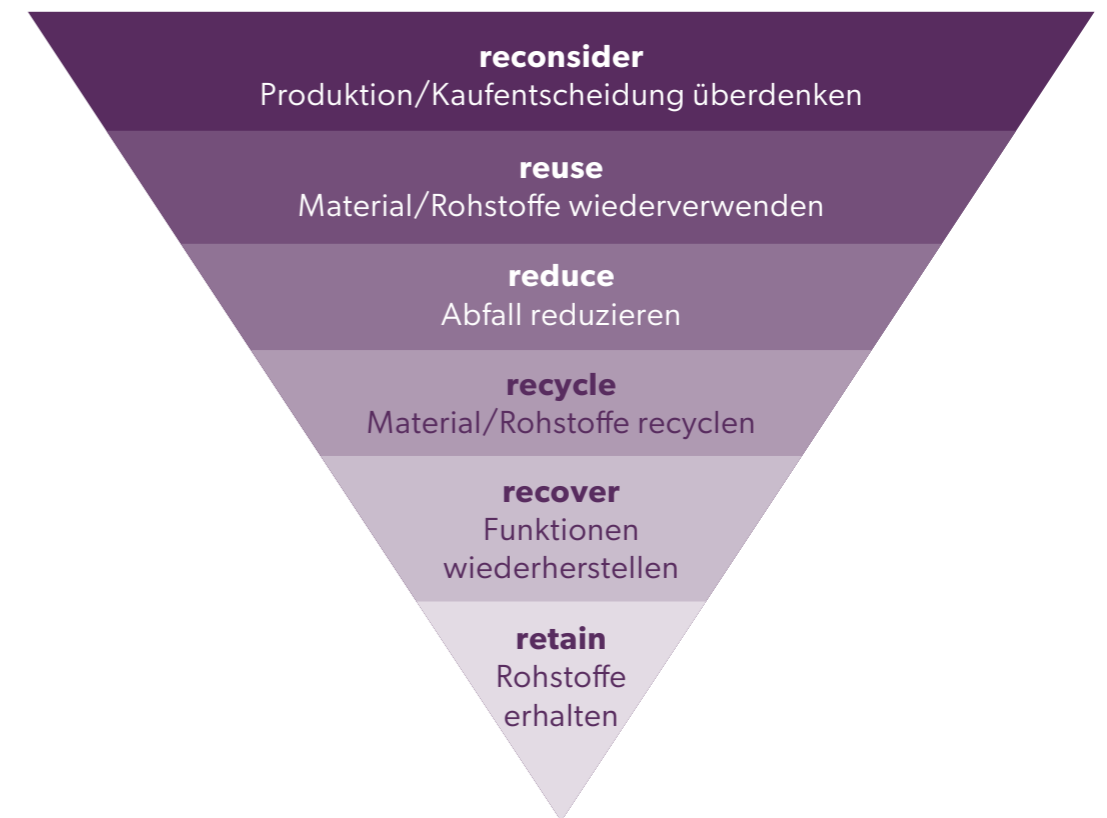 reconsider
Produktion/Kaufentscheidung überdenken
reuse
Material/Rohstoffe wiederverwenden
reduce
Abfall reduzieren
recycle
Material/Rohstoffe recyclen
recover
Funktionen
wiederherstellen
retain
Rohstoffe
erhalten